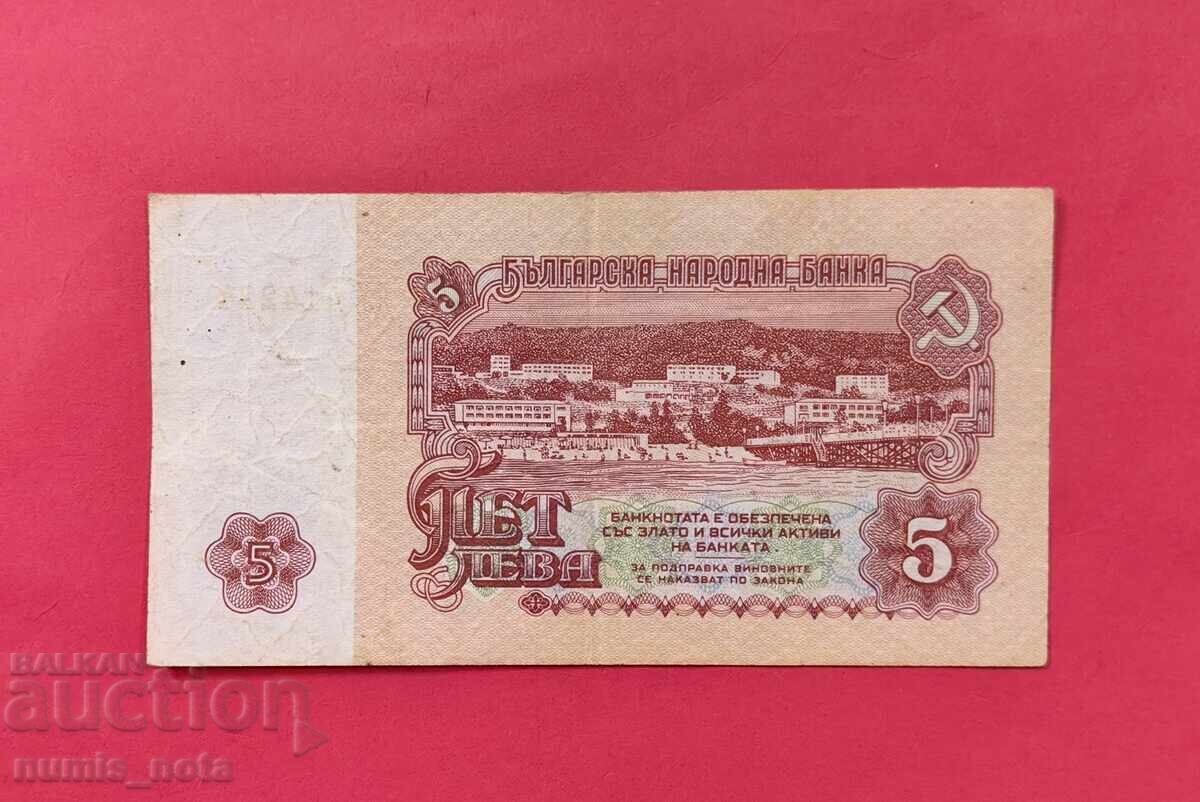 5
БЪЛГАРСКА НАРОДНА БАНКА
ПЕТ
ЛЕВА
БАНКНОТАТА Е ОБЕЗПЕЧЕНА
СЪС ЗЛАТО И ВСИЧКИ АКТИВИ
НА БАНКАТА.
ЗА ПОДПРАВКА ВИНОВНИТЕ
СЕ НАКАЗВАТ ПО ЗАКОНА
5
5
BALKAN
auction
numis_nota